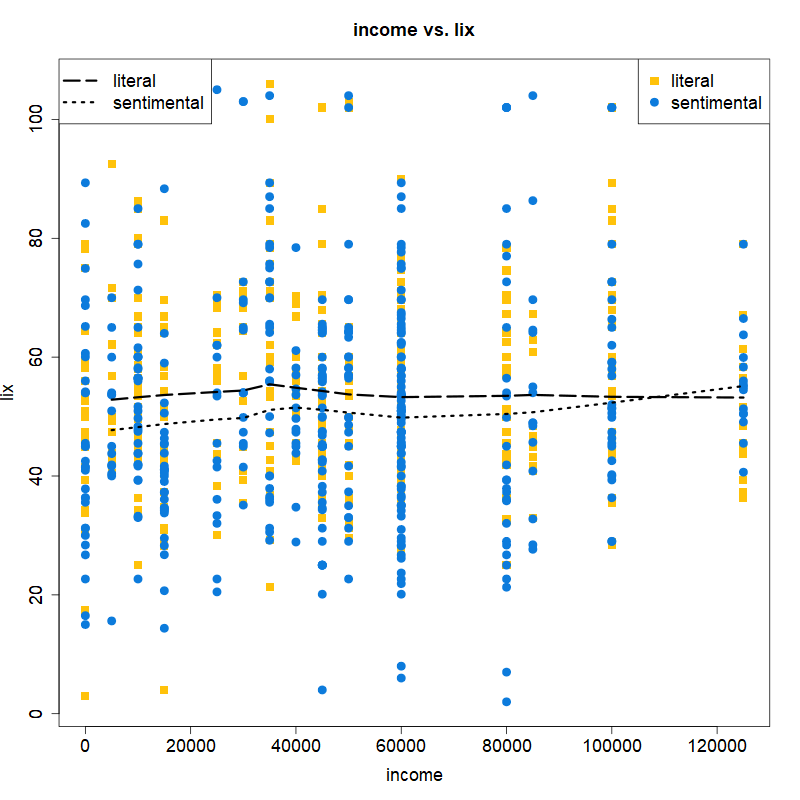 income vs. lix
literal
sentimental
literal
sentimental
lix
100
80
60
40
20
0
0 20000 40000 60000 80000 100000 120000
income